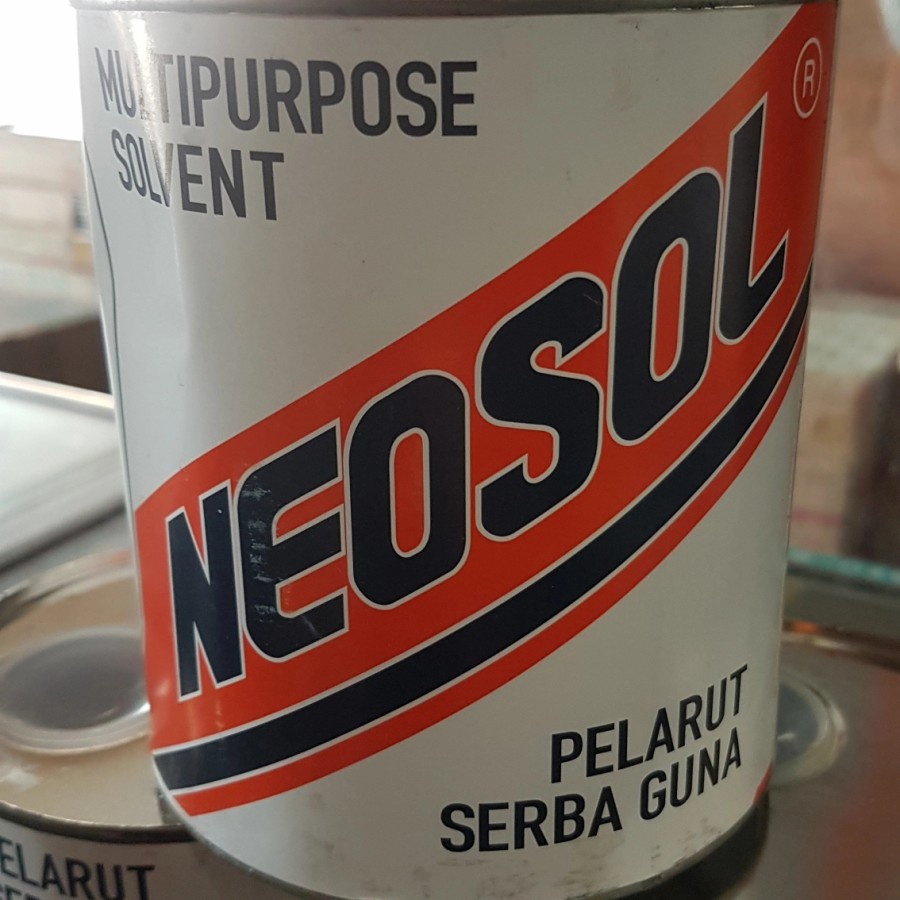 MULTIPURPOSE
SOLVENT
NEOSOL ®
PELARUT
SERBA GUNA
ELARUT